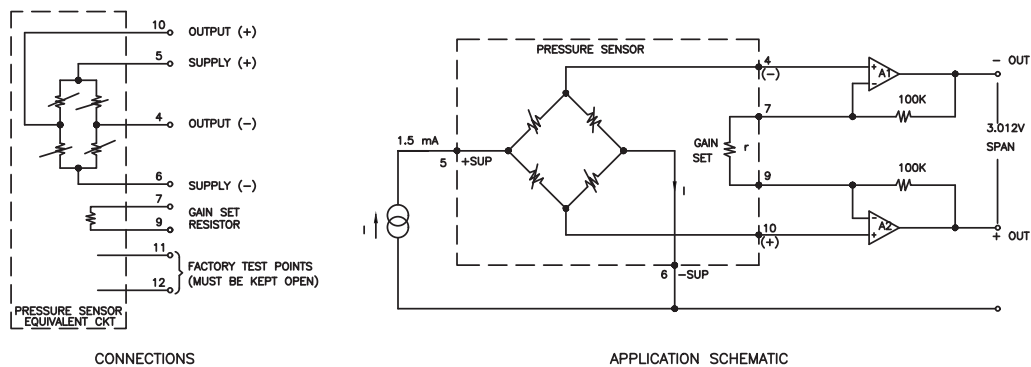 10 OUTPUT (+)
5 SUPPLY (+)
4 OUTPUT (-)
6 SUPPLY (-)
7
GAIN SET
RESISTOR
9
11
FACTORY TEST POINTS
(MUST BE KEPT OPEN)
12
PRESSURE SENSOR
EQUIVALENT CKT
CONNECTIONS
PRESSURE SENSOR
4
(-)
A1
+
-
- OUT
7
100K
1.5 mA
5 +SUP
GAIN
SET
r
3.012V
SPAN
I
I
9
100K
10
(+)
-
+
A2
+ OUT
6 -SUP
APPLICATION SCHEMATIC